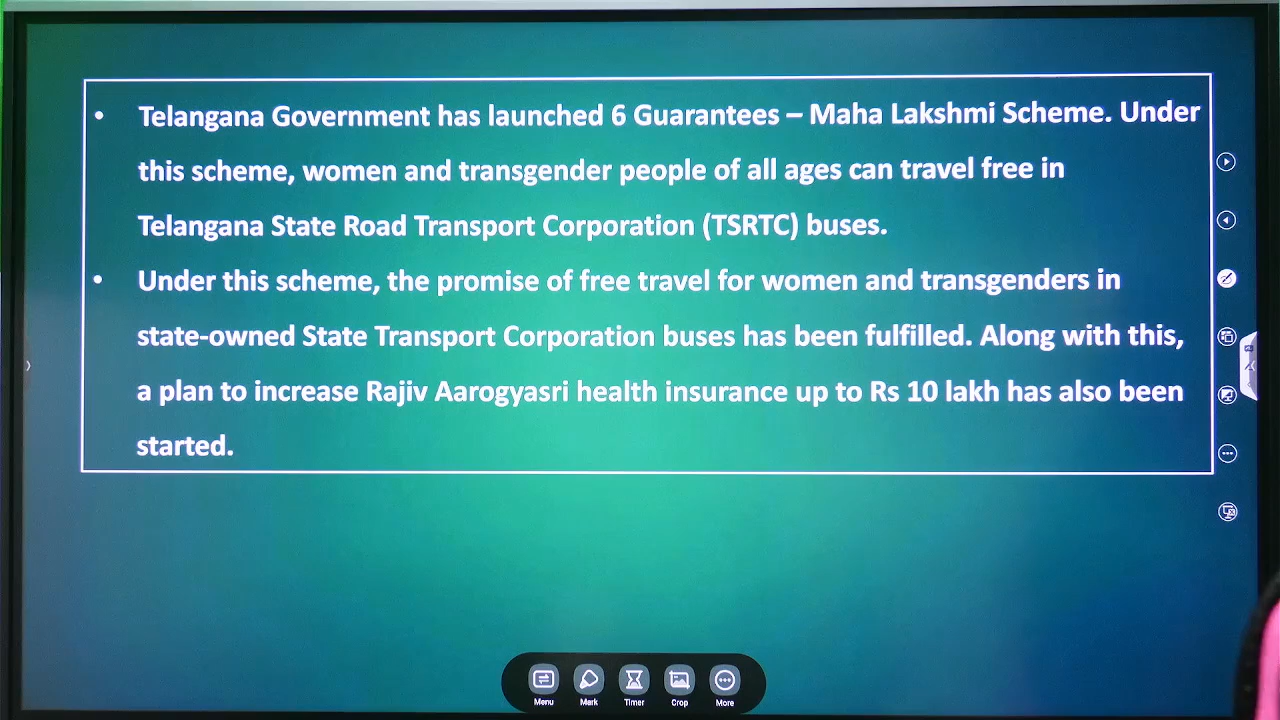 • Telangana Government has launched 6 Guarantees – Maha Lakshmi Scheme. Under
this scheme, women and transgender people of all ages can travel free in
Telangana State Road Transport Corporation (TSRTC) buses.
• Under this scheme, the promise of free travel for women and transgenders in
state-owned State Transport Corporation buses has been fulfilled. Along with this,
a plan to increase Rajiv Aarogyasri health insurance up to Rs 10 lakh has also been
started.
Menu Mark Timer Crop More